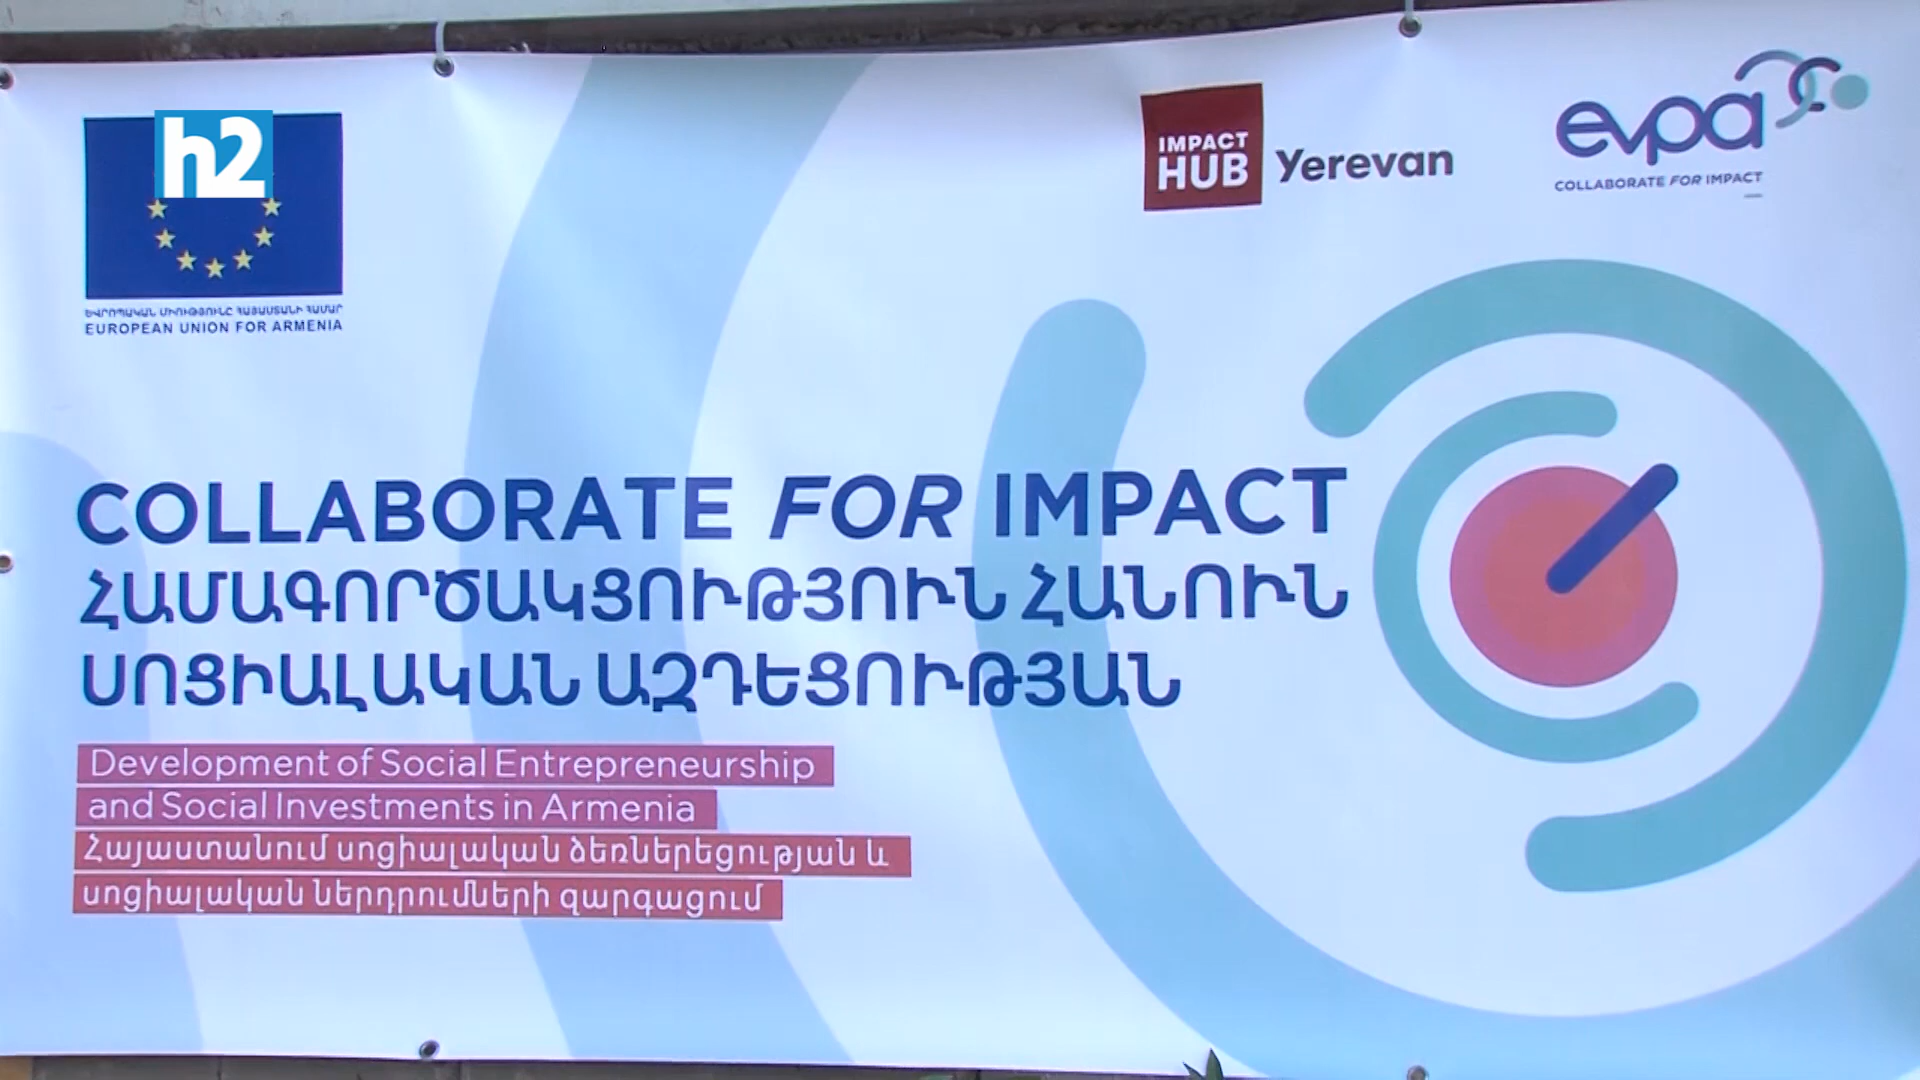 h2
ԵՎՐՈՊԱԿԱՆ ՄԻՈՒԹՅՈՒՆԸ ՀԱՅԱՍՏԱՆԻ ՀԱՄԱՐ
EUROPEAN UNION FOR ARMENIA
IMPACT
HUB
Yerevan
evpa
COLLABORATE FOR IMPACT
COLLABORATE FOR IMPACT
ՀԱՄԱԳՈՐԾԱԿՑՈՒԹՅՈՒՆ ՀԱՆՈՒՆ
ՍՈՑԻԱԼԱԿԱՆ ԱԶԴԵՑՈՒԹՅԱՆ
Development of Social Entrepreneurship
and Social Investments in Armenia
Հայաստանում սոցիալական ձեռներեցության և
սոցիալական ներդրումների զարգացում